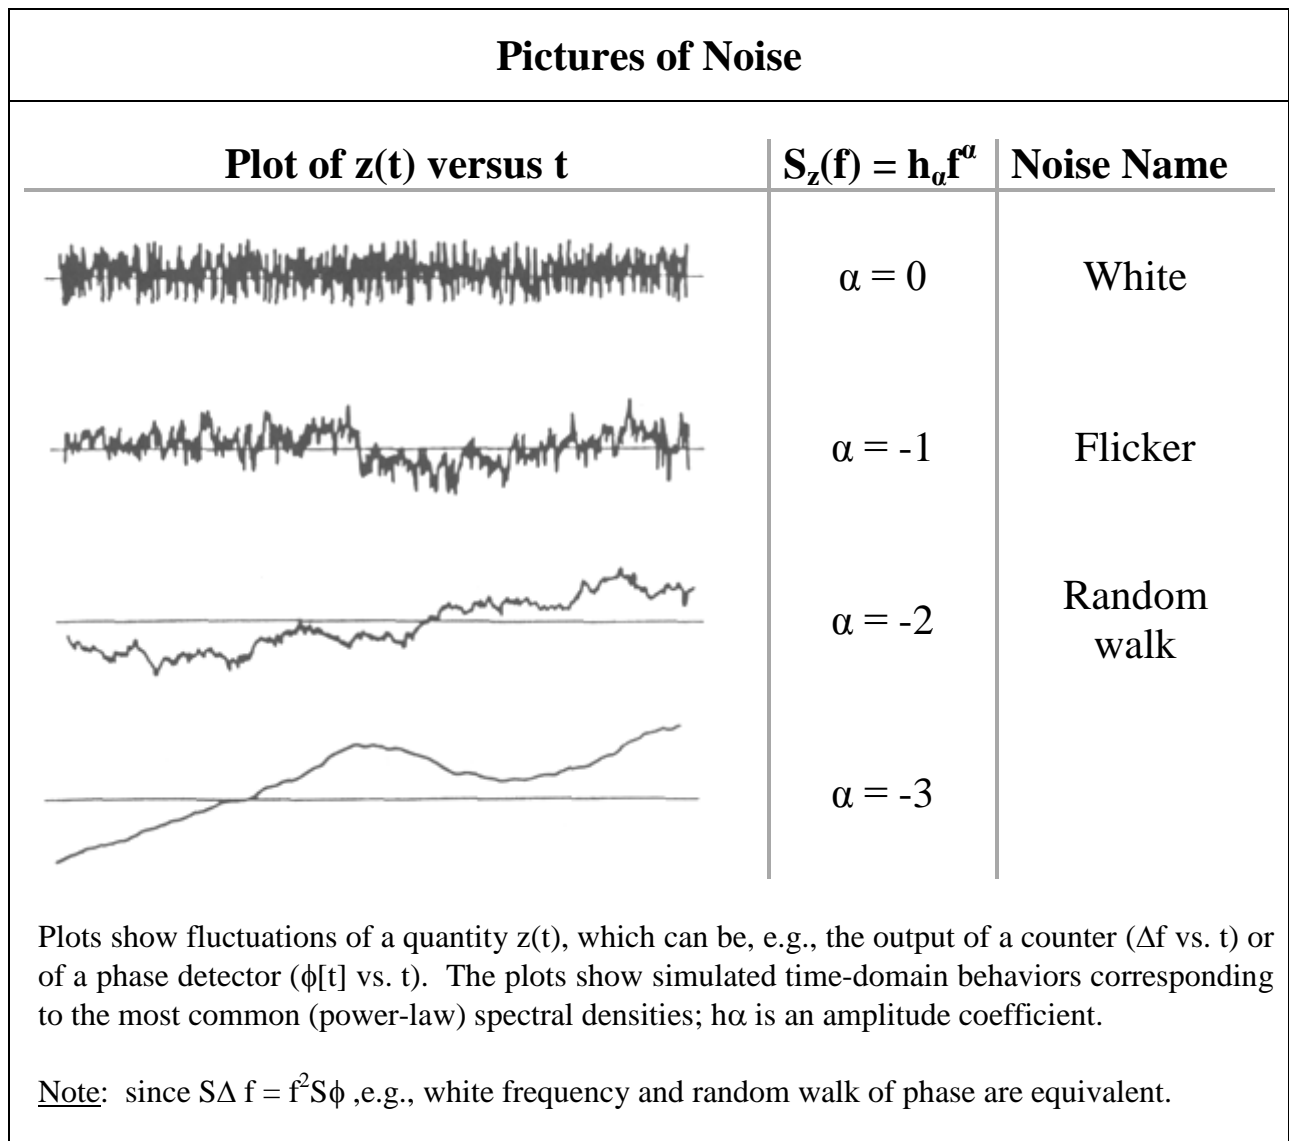 Pictures of Noise
Plot of z(t) versus t S_z(f) = h_αf^α Noise Name
α = 0 White
α = -1 Flicker
α = -2 Random walk
α = -3
Plots show fluctuations of a quantity z(t), which can be, e.g., the output of a counter (Δf vs. t) or
of a phase detector (ϕ[t] vs. t). The plots show simulated time-domain behaviors corresponding
to the most common (power-law) spectral densities; hα is an amplitude coefficient.
Note: since SΔ f = f²Sϕ ,e.g., white frequency and random walk of phase are equivalent.